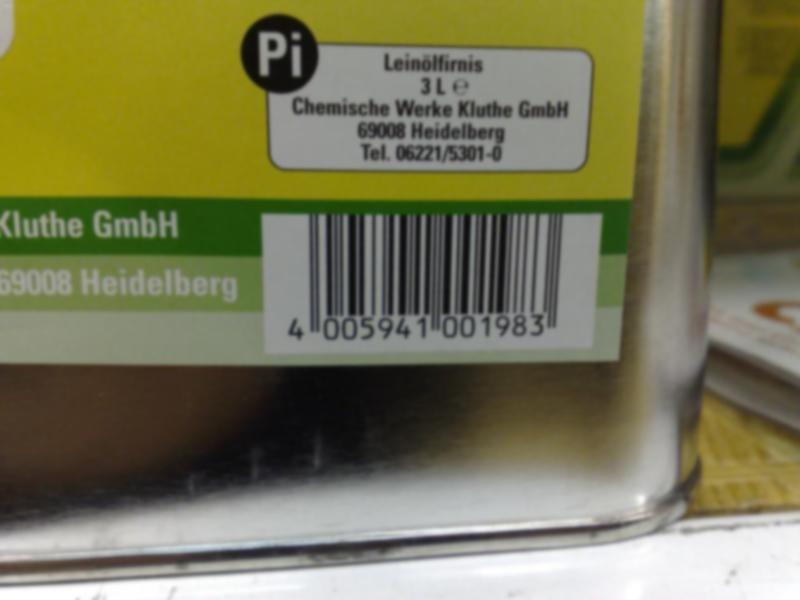 Pi
Leinölfirnis
3 L ℮
Chemische Werke Kluthe GmbH
69008 Heidelberg
Tel. 06221/5301-0
Kluthe GmbH
69008 Heidelberg
4 005941 001983